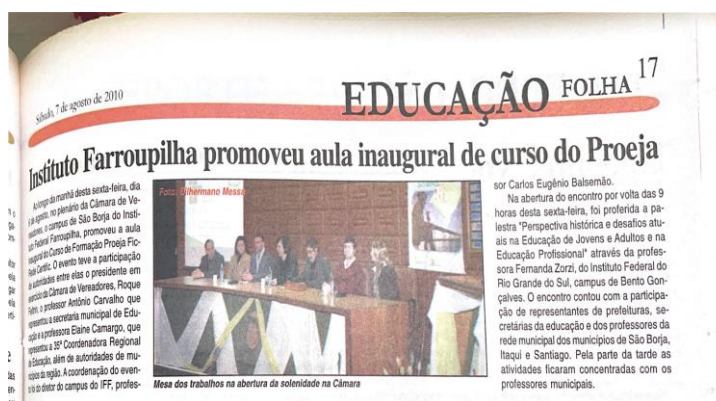 Sábado, 7 de agosto de 2010
EDUCAÇÃO FOLHA 17
Instituto Farroupilha promoveu aula inaugural de curso do Proeja
Ao longo da manhã desta sexta-feira, dia
de agosto, no plenário da Câmara de Ve-
readores, o campus de São Borja do Insti-
tuto Federal Farroupilha, promoveu a aula
inaugural do Curso de Formação Proeja Fic-
Certific. O evento teve a participação
de autoridades entre elas o presidente em
exercício da Câmara de Vereadores, Roque
o professor Antônio Carvalho que
representou a secretaria municipal de Edu-
cação e a professora Elaine Camargo, que
representou a 35ª Coordenadora Regional
de Educação, além de autoridades de mu-
nicípios da região. A coordenação do even-
to foi do diretor do campus do IFF, profes-
Foto: Dilhermano Messa
Mesa dos trabalhos na abertura da solenidade na Câmara
sor Carlos Eugênio Balsemão.
Na abertura do encontro por volta das 9
horas desta sexta-feira, foi proferida a pa-
lestra "Perspectiva histórica e desafios atu-
ais na Educação de Jovens e Adultos e na
Educação Profissional" através da profes-
sora Fernanda Zorzi, do Instituto Federal do
Rio Grande do Sul, campus de Bento Gon-
çalves. O encontro contou com a participa-
ção de representantes de prefeituras, se-
cretárias da educação e dos professores da
rede municipal dos municípios de São Borja,
Itaqui e Santiago. Pela parte da tarde as
atividades ficaram concentradas com os
professores municipais.